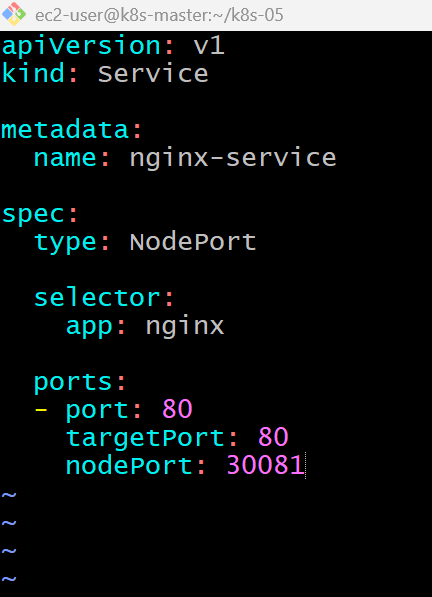 ec2-user@k8s-master:~/k8s-05
apiVersion: v1
kind: Service
metadata:
  name: nginx-service
spec:
  type: NodePort
  selector:
    app: nginx
  ports:
  - port: 80
    targetPort: 80
    nodePort: 30081
~
~
~
~